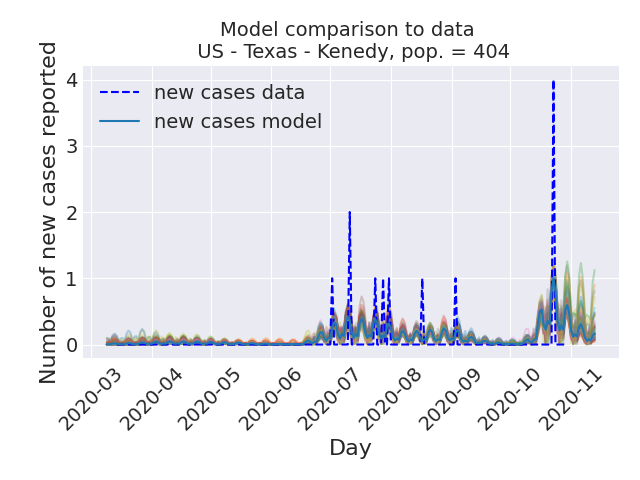 Model comparison to data
US - Texas - Kenedy, pop. = 404
Number of new cases reported
4
3
2
1
0
new cases data
new cases model
2020-03
2020-04
2020-05
2020-06
2020-07
2020-08
2020-09
2020-10
2020-11
Day